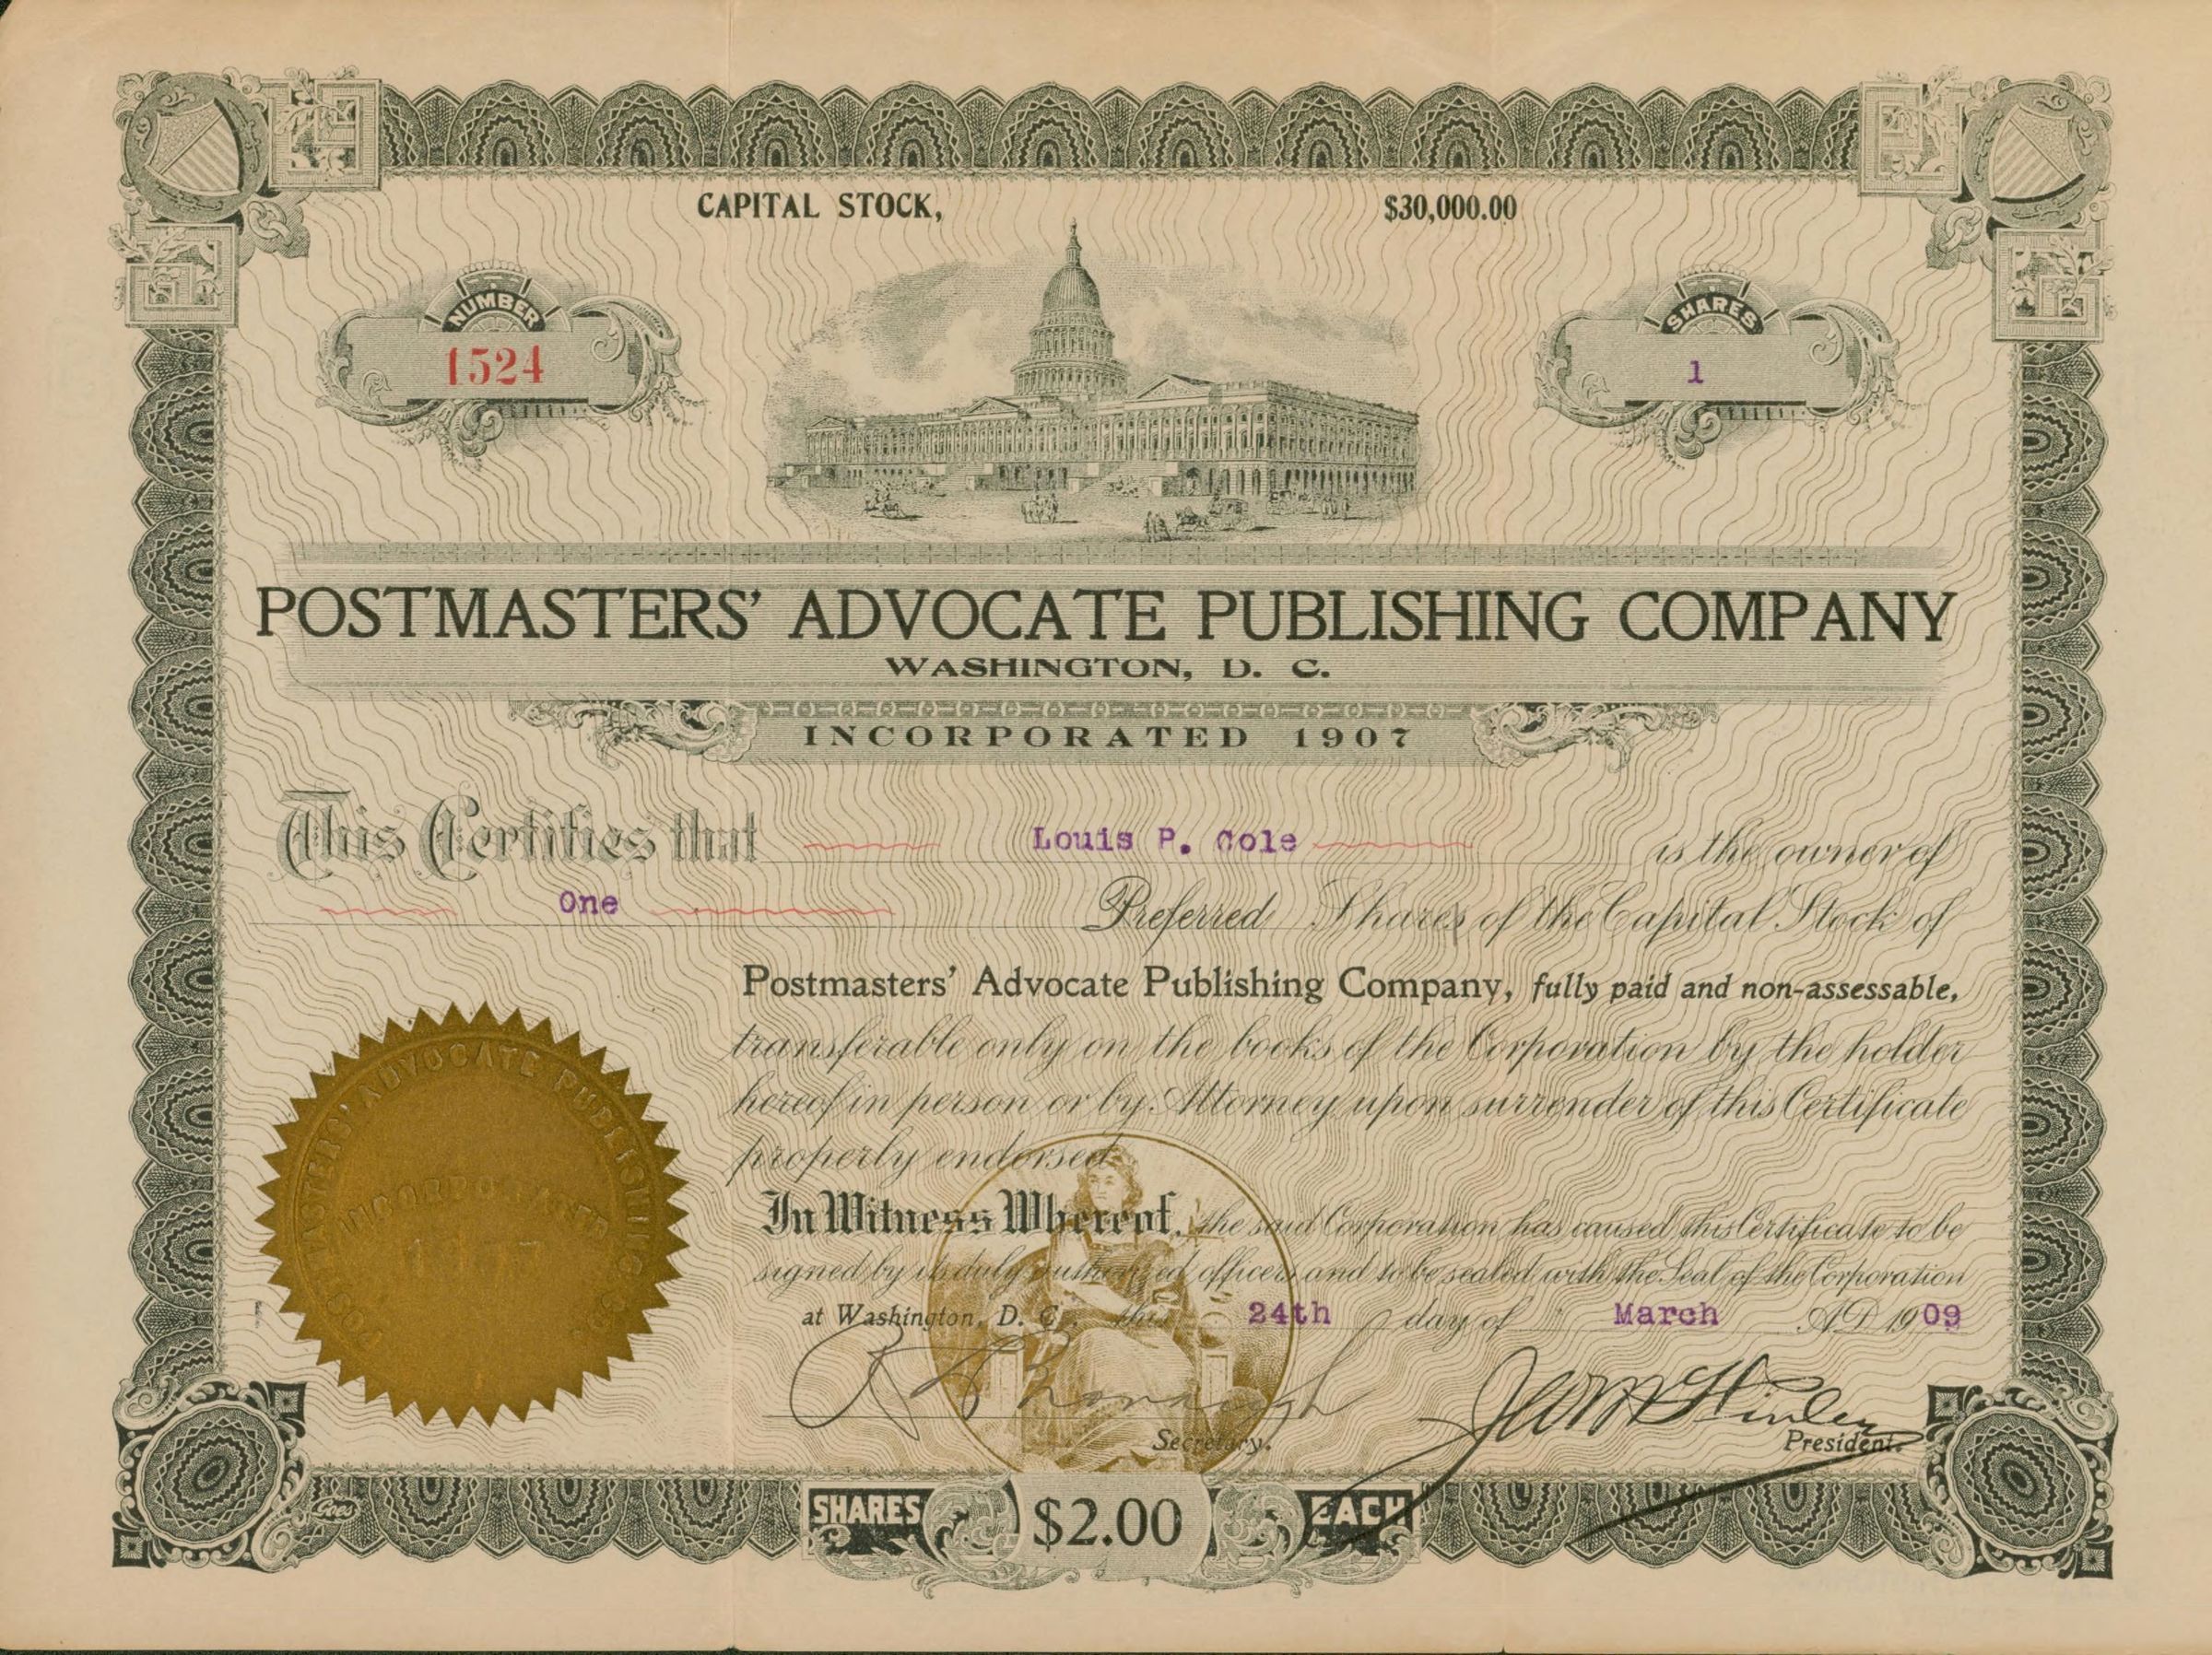 CAPITAL STOCK, $30,000.00
NUMBER
1524
SHARES
1
POSTMASTERS' ADVOCATE PUBLISHING COMPANY
WASHINGTON, D. C.
INCORPORATED 1907
This Certifies that Louis P. Cole is the owner of
One Preferred Shares of the Capital Stock of
Postmasters' Advocate Publishing Company, fully paid and non-assessable,
transferable only on the books of the Corporation by the holder
hereof in person or by Attorney upon surrender of this Certificate
properly endorsed.
In Witness Whereof, the said Corporation has caused this Certificate to be
signed by its duly authorized officers and to be sealed with the Seal of the Corporation
at Washington, D. C., this 24th day of March A.D. 1909
Secretary.
President.
POSTMASTERS' ADVOCATE PUBLISHING CO
INCORPORATED
1907
Goes
SHARES $2.00 EACH